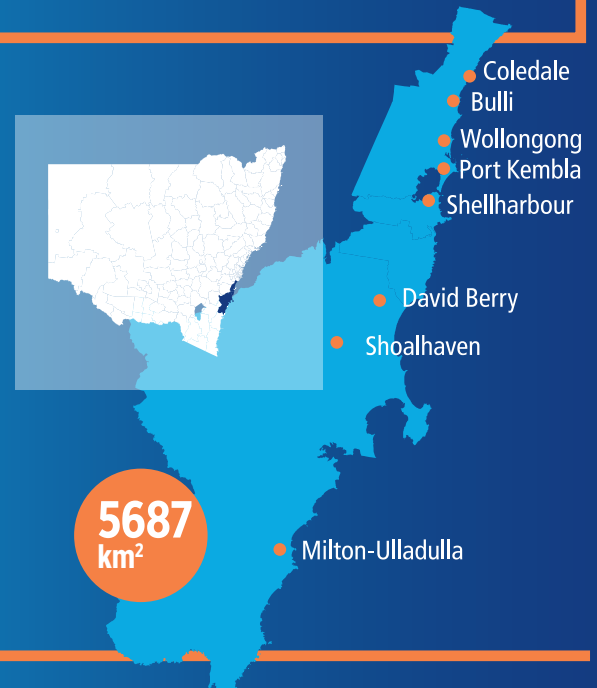 Coledale
Bulli
Wollongong
Port Kembla
Shellharbour
David Berry
Shoalhaven
5687
km²
Milton-Ulladulla